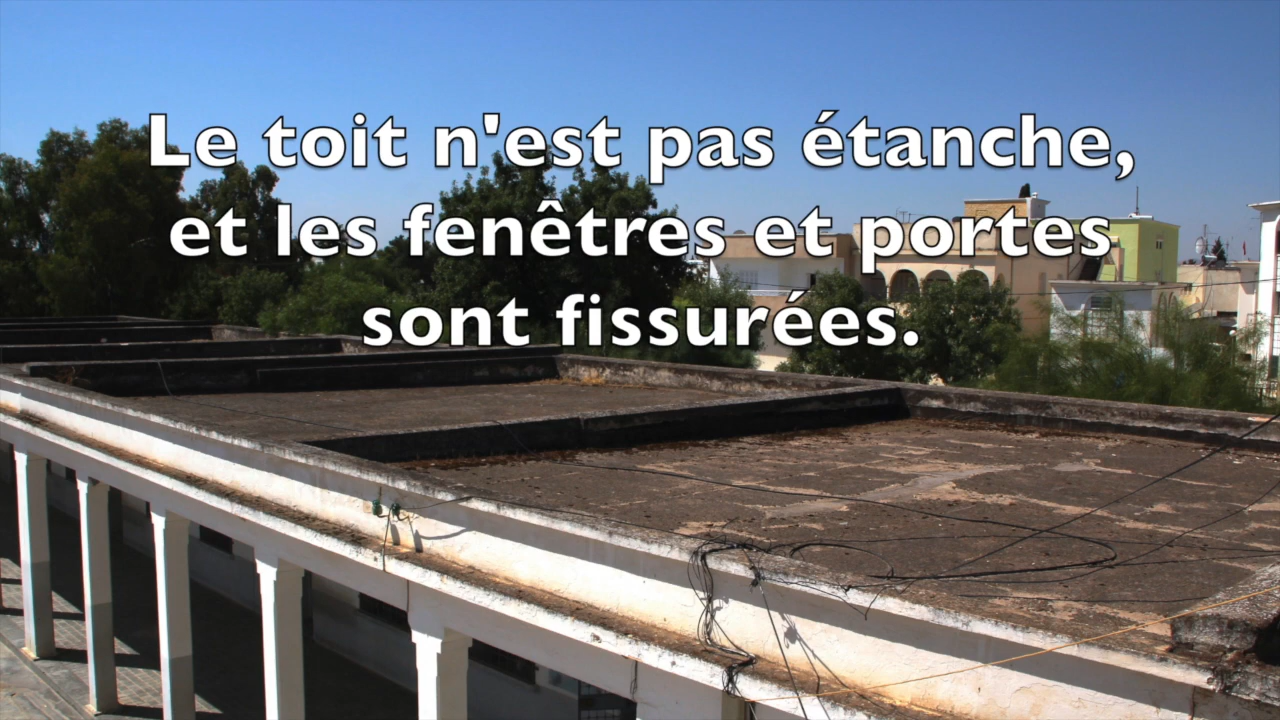 Le toit n'est pas étanche,
et les fenêtres et portes
sont fissurées.